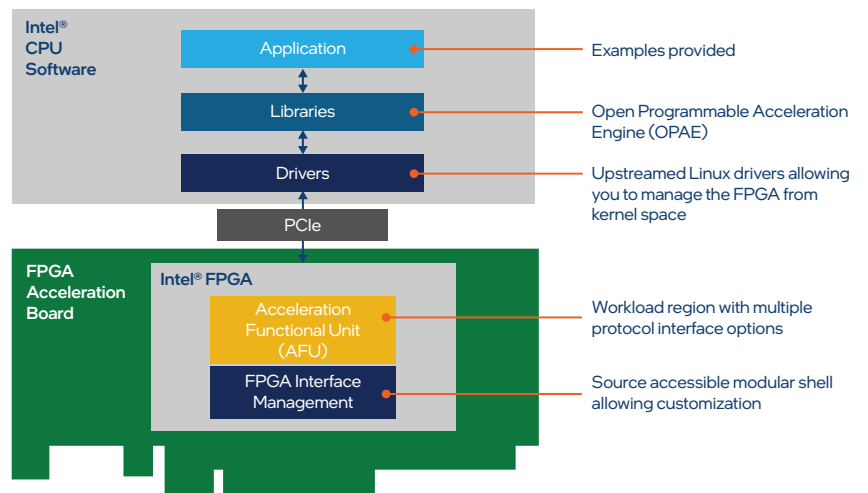 Intel®
CPU
Software
Application
Examples provided
Libraries
Open Programmable Acceleration
Engine (OPAE)
Drivers
Upstreamed Linux drivers allowing
you to manage the FPGA from
kernel space
PCIe
FPGA
Acceleration
Board
Intel® FPGA
Acceleration
Functional Unit
(AFU)
Workload region with multiple
protocol interface options
FPGA Interface
Management
Source accessible modular shell
allowing customization